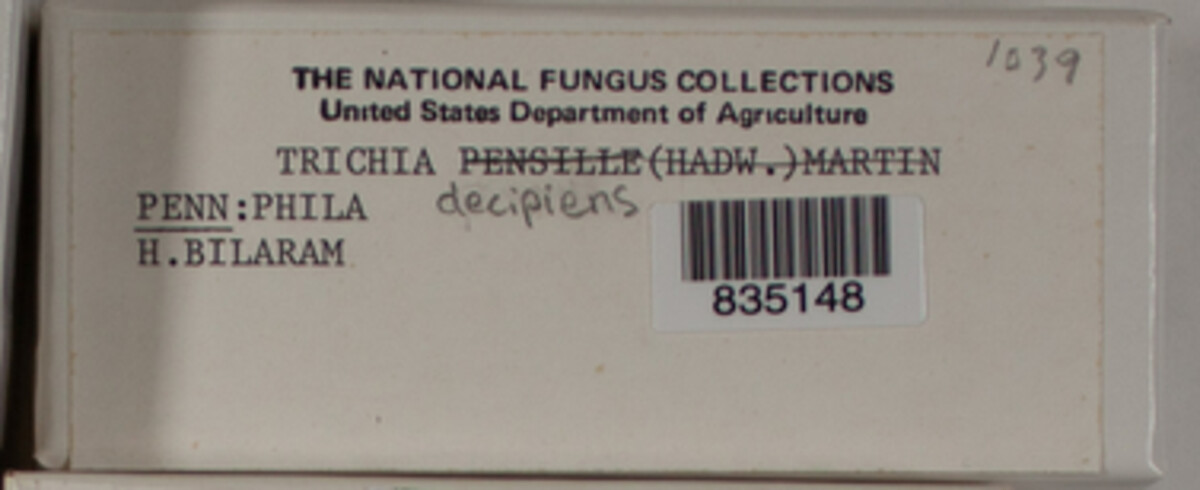 1039
THE NATIONAL FUNGUS COLLECTIONS
United States Department of Agriculture
TRICHIA PENSILLE(HADW.)MARTIN
PENN:PHILA decipiens
H.BILARAM
835148